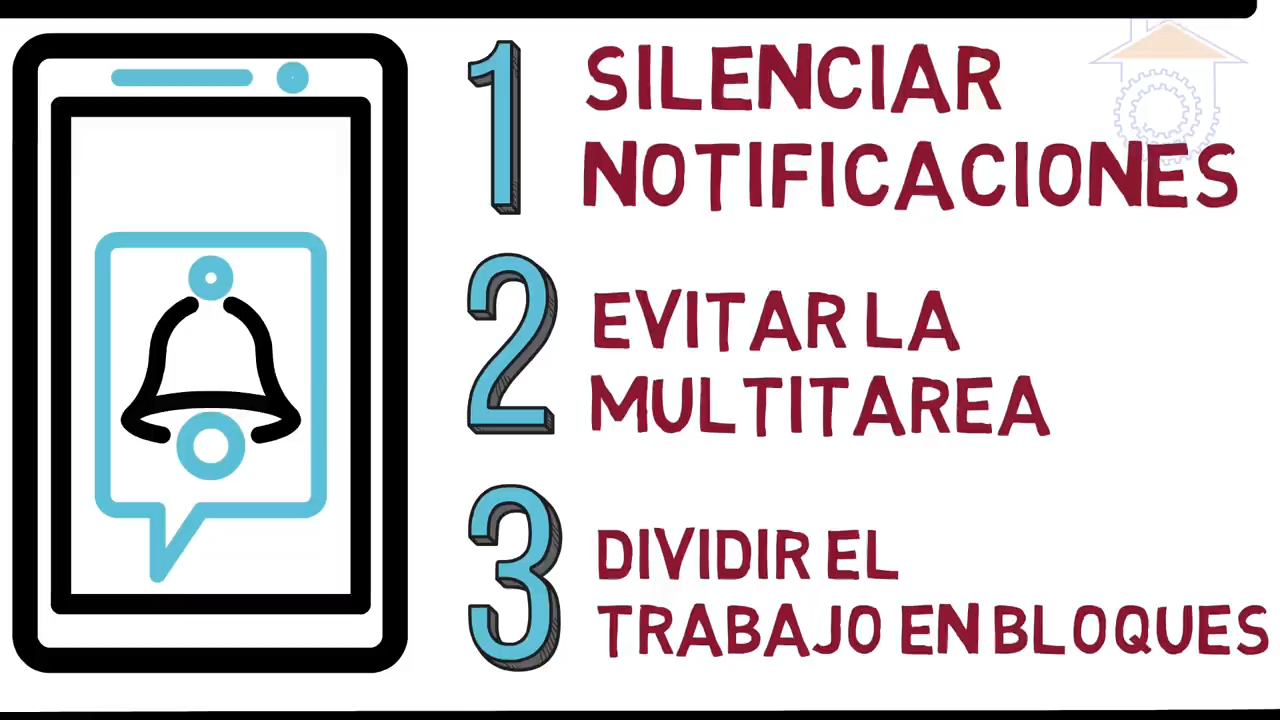 1 SILENCIAR
NOTIFICACIONES
2 EVITAR LA
MULTITAREA
3 DIVIDIR EL
TRABAJO EN BLOQUES